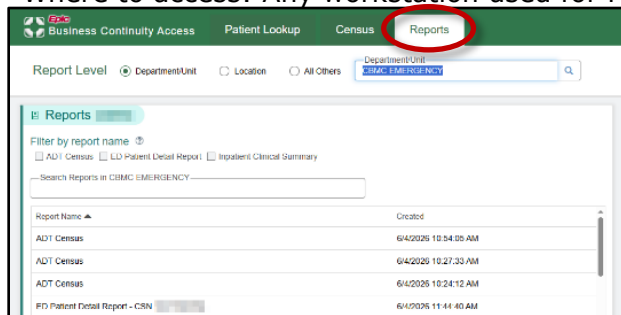 Where to access? Any workstation used for
Epic
Business Continuity Access Patient Lookup Census Reports
Report Level Department/Unit Location All Others
Department/Unit
CBMC EMERGENCY
Reports
Filter by report name
ADT Census ED Patient Detail Report Inpatient Clinical Summary
Search Reports in CBMC EMERGENCY
Report Name Created
ADT Census 6/4/2026 10:54:05 AM
ADT Census 6/4/2026 10:27:33 AM
ADT Census 6/4/2026 10:24:12 AM
ED Patient Detail Report - CSN 6/4/2026 11:44:40 AM